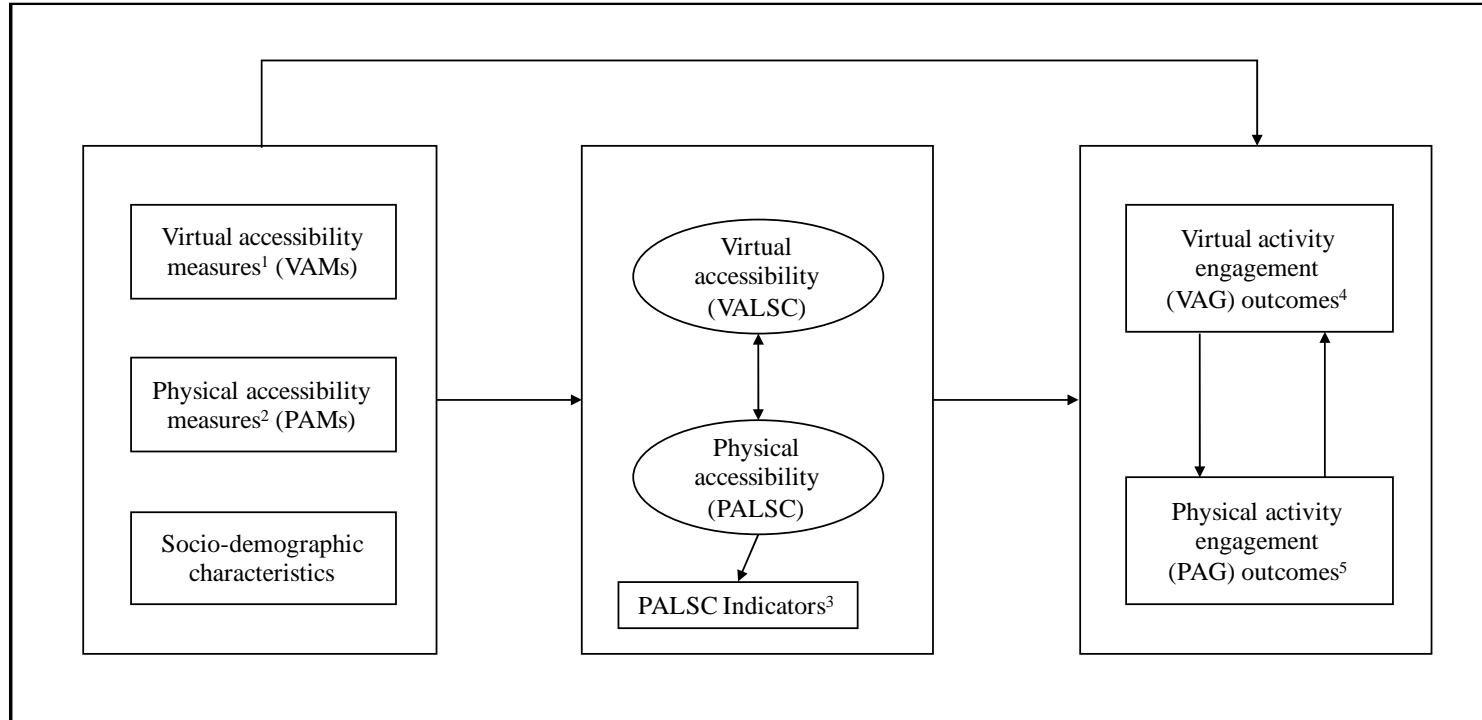 Virtual accessibility
measures¹ (VAMs)
Physical accessibility
measures² (PAMs)
Socio-demographic
characteristics
Virtual
accessibility
(VALSC)
Physical
accessibility
(PALSC)
PALSC Indicators³
Virtual activity
engagement
(VAG) outcomes⁴
Physical activity
engagement
(PAG) outcomes⁵